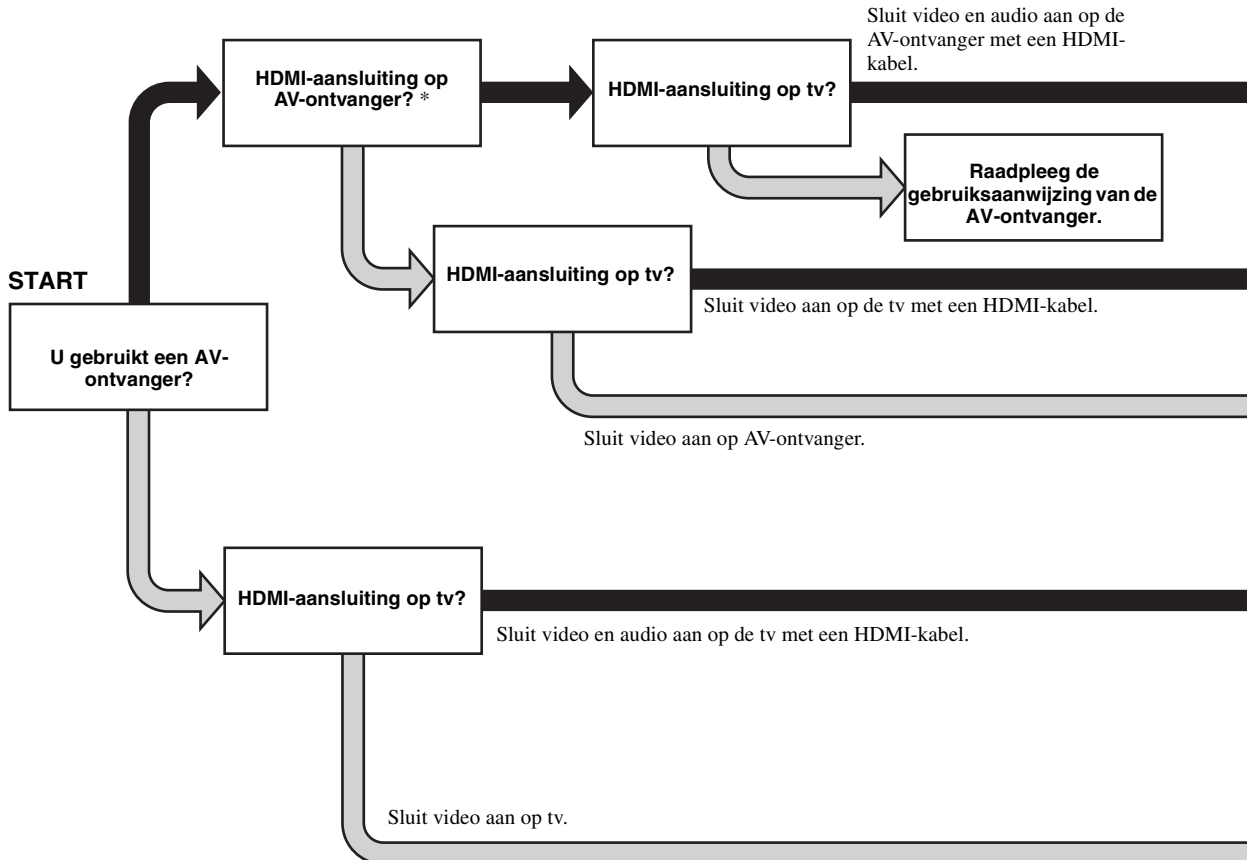 Sluit video en audio aan op de
AV-ontvanger met een HDMI-
kabel.
HDMI-aansluiting op
AV-ontvanger? *
HDMI-aansluiting op tv?
Raadpleeg de
gebruiksaanwijzing van de
AV-ontvanger.
HDMI-aansluiting op tv?
START
Sluit video aan op de tv met een HDMI-kabel.
U gebruikt een AV-
ontvanger?
Sluit video aan op AV-ontvanger.
HDMI-aansluiting op tv?
Sluit video en audio aan op de tv met een HDMI-kabel.
Sluit video aan op tv.